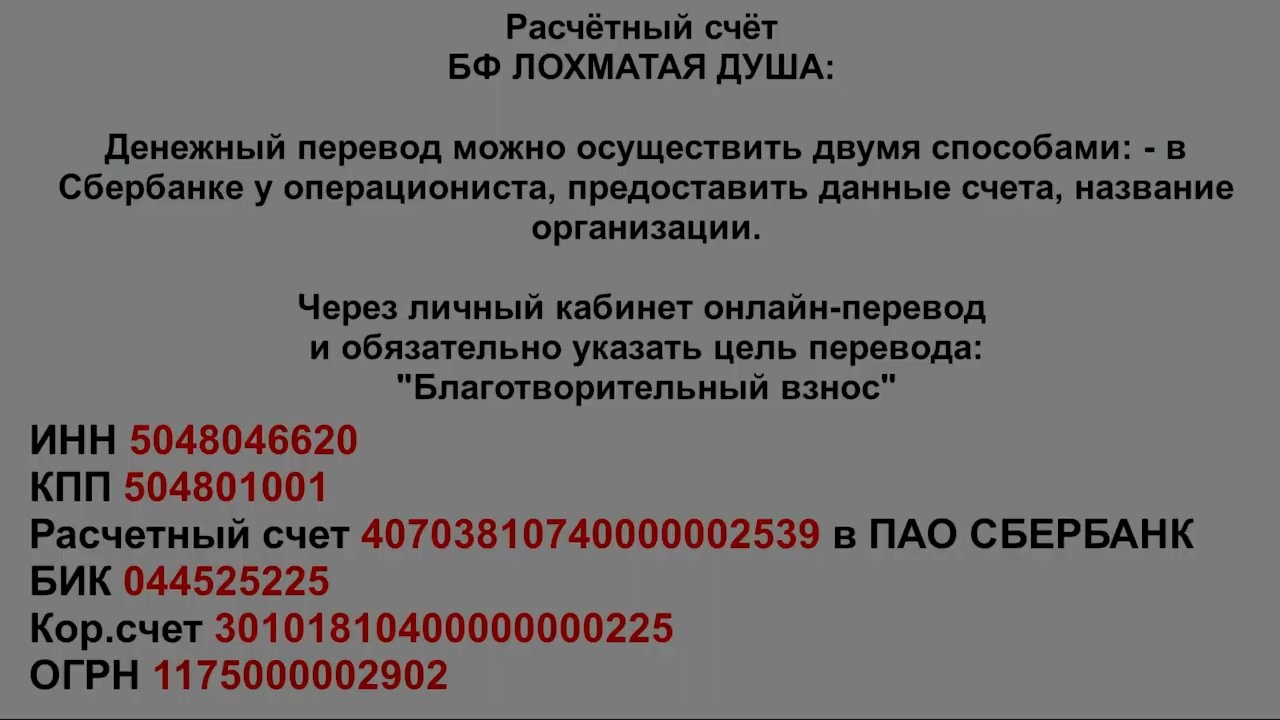 Расчётный счёт
БФ ЛОХМАТАЯ ДУША:
Денежный перевод можно осуществить двумя способами: - в
Сбербанке у операциониста, предоставить данные счета, название
организации.
Через личный кабинет онлайн-перевод
и обязательно указать цель перевода:
"Благотворительный взнос"
ИНН 5048046620
КПП 504801001
Расчетный счет 40703810740000002539 в ПАО СБЕРБАНК
БИК 044525225
Кор.счет 30101810400000000225
ОГРН 1175000002902